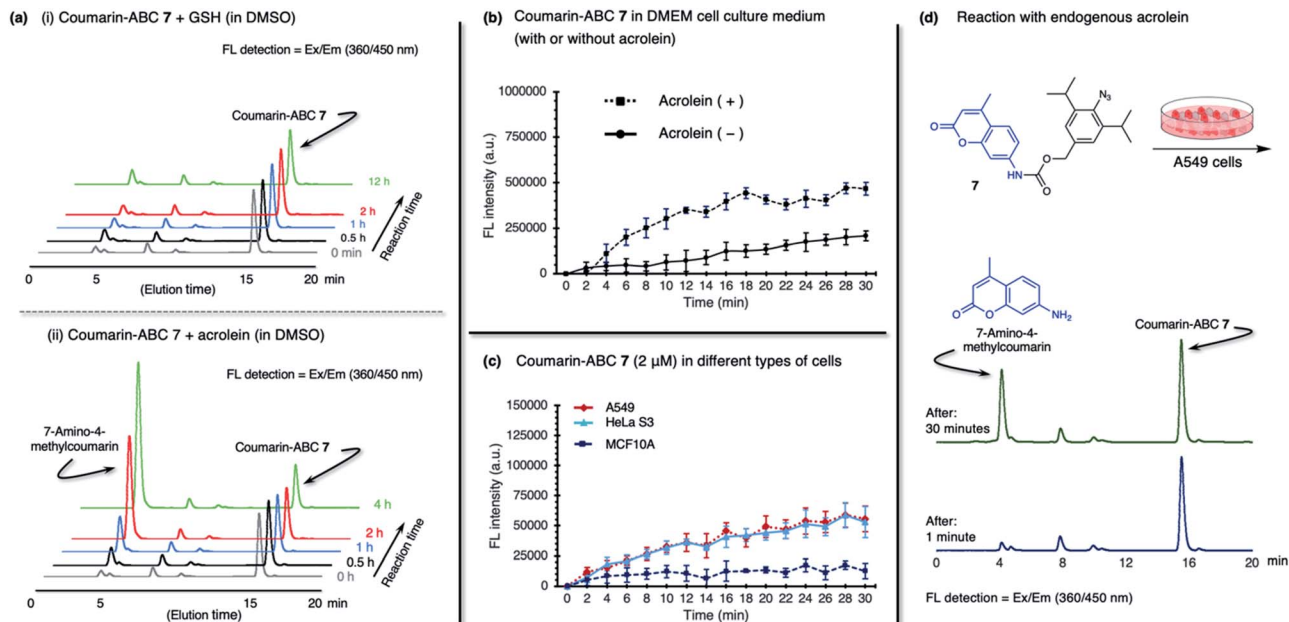 (a) (i) Coumarin-ABC 7 + GSH (in DMSO)
FL detection = Ex/Em (360/450 nm)
Coumarin-ABC 7
12 h
2 h
1 h
0.5 h
0 min
Reaction time
0 5 10 15 20 min
(Elution time)
(ii) Coumarin-ABC 7 + acrolein (in DMSO)
FL detection = Ex/Em (360/450 nm)
7-Amino-4-
methylcoumarin
Coumarin-ABC 7
4 h
2 h
1 h
0.5 h
0 h
Reaction time
0 5 10 15 20 min
(Elution time)
(b) Coumarin-ABC 7 in DMEM cell culture medium
(with or without acrolein)
FL intensity (a.u.)
1000000
750000
500000
250000
0
Acrolein (+)
Acrolein (−)
0 2 4 6 8 10 12 14 16 18 20 22 24 26 28 30
Time (min)
(c) Coumarin-ABC 7 (2 μM) in different types of cells
FL intensity (a.u.)
150000
125000
100000
75000
50000
25000
0
A549
HeLa S3
MCF10A
0 2 4 6 8 10 12 14 16 18 20 22 24 26 28 30
Time (min)
(d) Reaction with endogenous acrolein
N3
O
O
NH
O
O
7
A549 cells
O
O
NH2
7-Amino-4-
methylcoumarin
Coumarin-ABC 7
After:
30 minutes
After:
1 minute
0 4 8 12 16 20 min
FL detection = Ex/Em (360/450 nm)